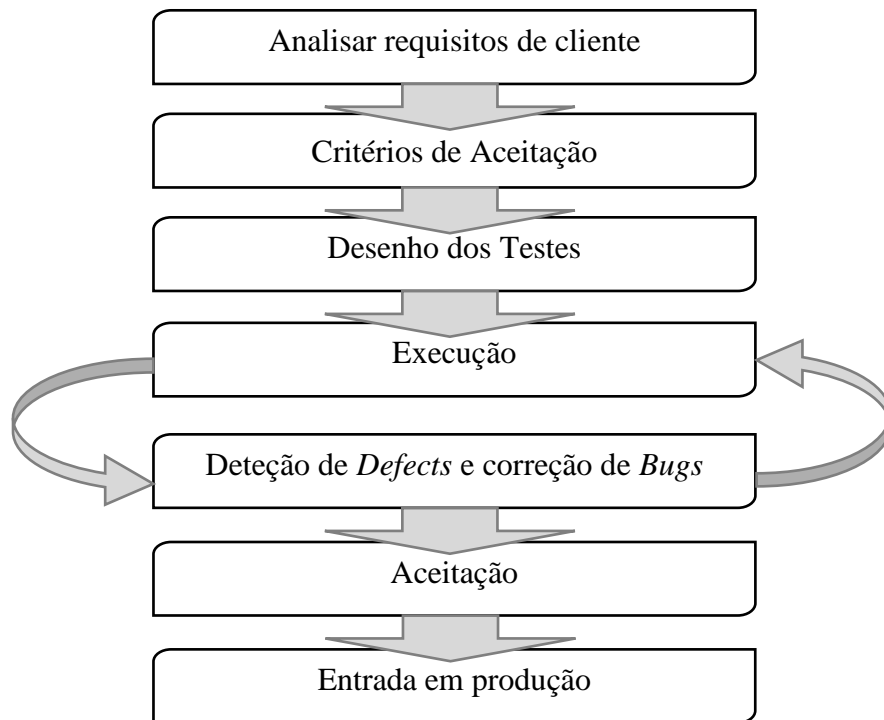 Analisar requisitos de cliente
Critérios de Aceitação
Desenho dos Testes
Execução
Deteção de Defects e correção de Bugs
Aceitação
Entrada em produção